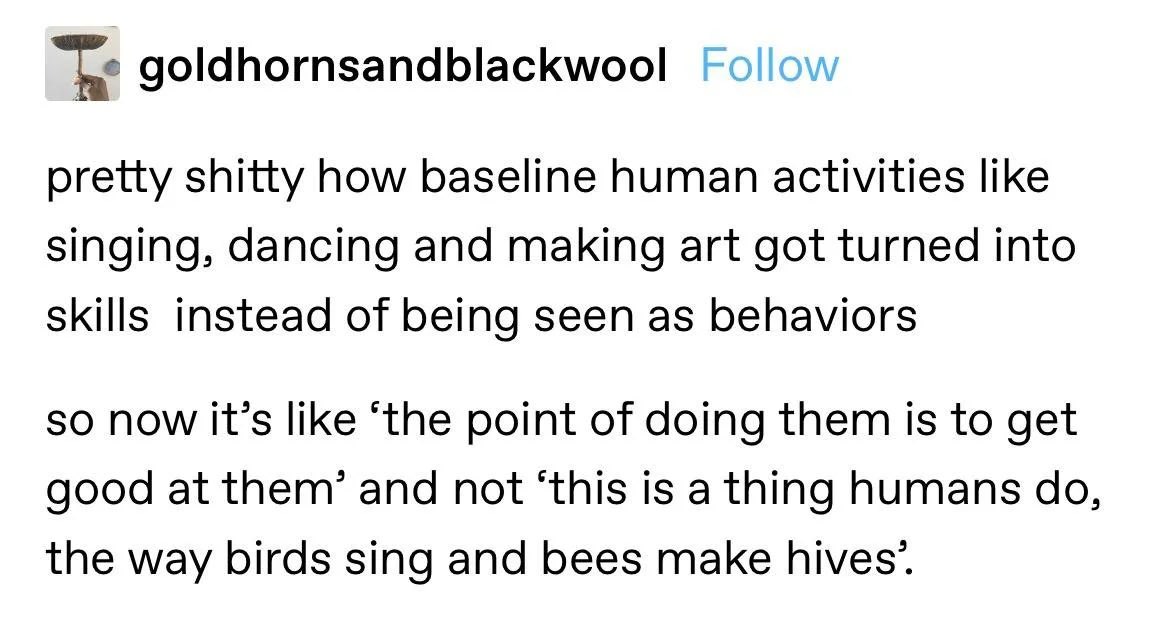 goldhornsandblackwool Follow
pretty shitty how baseline human activities like
singing, dancing and making art got turned into
skills  instead of being seen as behaviors
so now it’s like ‘the point of doing them is to get
good at them’ and not ‘this is a thing humans do,
the way birds sing and bees make hives’.